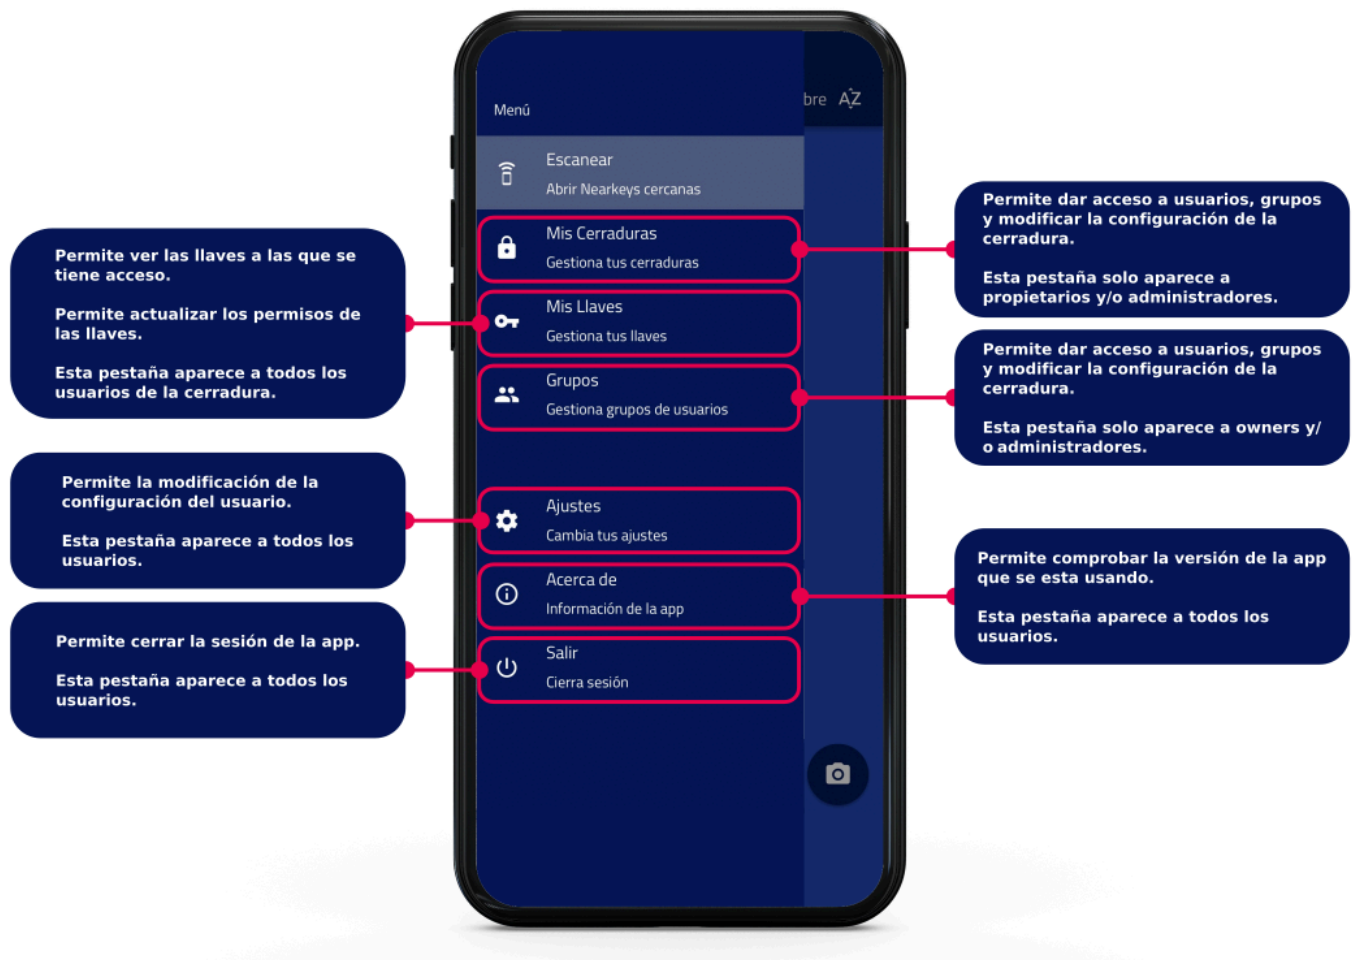 Menú
bre AZ
Escanear
Abrir Nearkeys cercanas
Mis Cerraduras
Gestiona tus cerraduras
Mis Llaves
Gestiona tus llaves
Grupos
Gestiona grupos de usuarios
Ajustes
Cambia tus ajustes
Acerca de
Información de la app
Salir
Cierra sesión
Permite ver las llaves a las que se
tiene acceso.
Permite actualizar los permisos de
las llaves.
Esta pestaña aparece a todos los
usuarios de la cerradura.
Permite la modificación de la
configuración del usuario.
Esta pestaña aparece a todos los
usuarios.
Permite cerrar la sesión de la app.
Esta pestaña aparece a todos los
usuarios.
Permite dar acceso a usuarios, grupos
y modificar la configuración de la
cerradura.
Esta pestaña solo aparece a
propietarios y/o administradores.
Permite dar acceso a usuarios, grupos
y modificar la configuración de la
cerradura.
Esta pestaña solo aparece a owners y/
o administradores.
Permite comprobar la versión de la app
que se esta usando.
Esta pestaña aparece a todos los
usuarios.